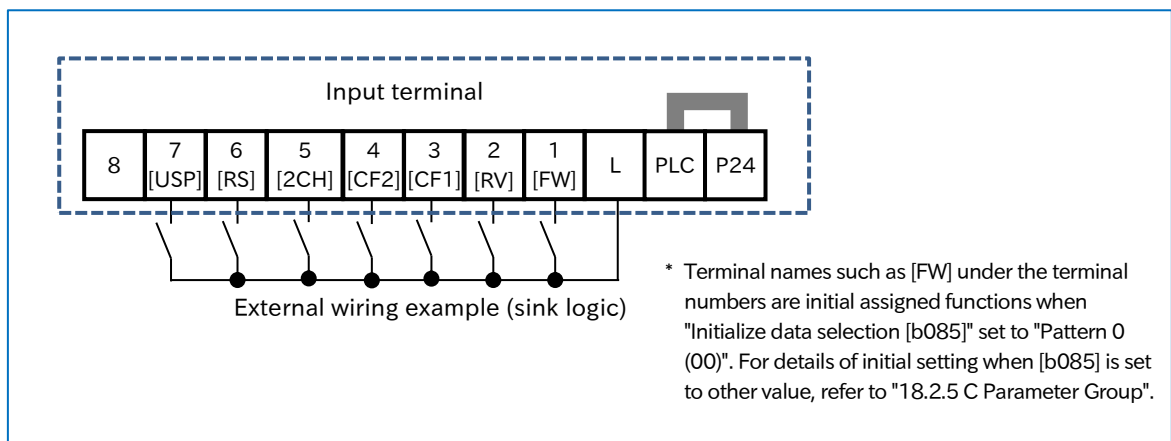 Input terminal
8 7 6 5 4 3 2 1 L PLC P24
[USP] [RS] [2CH] [CF2] [CF1] [RV] [FW]
External wiring example (sink logic)
* Terminal names such as [FW] under the terminal
numbers are initial assigned functions when
"Initialize data selection [b085]" set to "Pattern 0
(00)". For details of initial setting when [b085] is set
to other value, refer to "18.2.5 C Parameter Group".